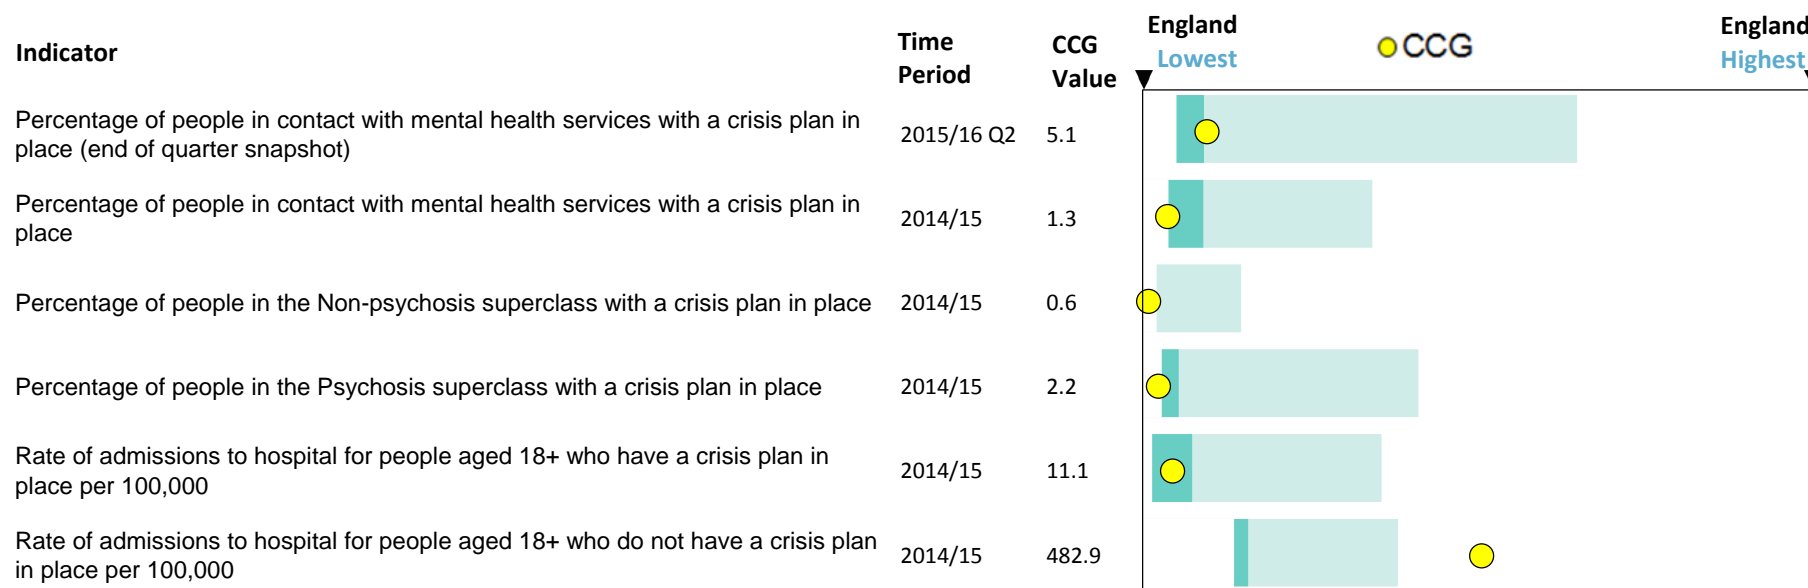 Indicator
Time
Period
CCG
Value
England
Lowest
CCG
England
Highest
Percentage of people in contact with mental health services with a crisis plan in
place (end of quarter snapshot)
2015/16 Q2
5.1
Percentage of people in contact with mental health services with a crisis plan in
place
2014/15
1.3
Percentage of people in the Non-psychosis superclass with a crisis plan in place
2014/15
0.6
Percentage of people in the Psychosis superclass with a crisis plan in place
2014/15
2.2
Rate of admissions to hospital for people aged 18+ who have a crisis plan in
place per 100,000
2014/15
11.1
Rate of admissions to hospital for people aged 18+ who do not have a crisis plan
in place per 100,000
2014/15
482.9